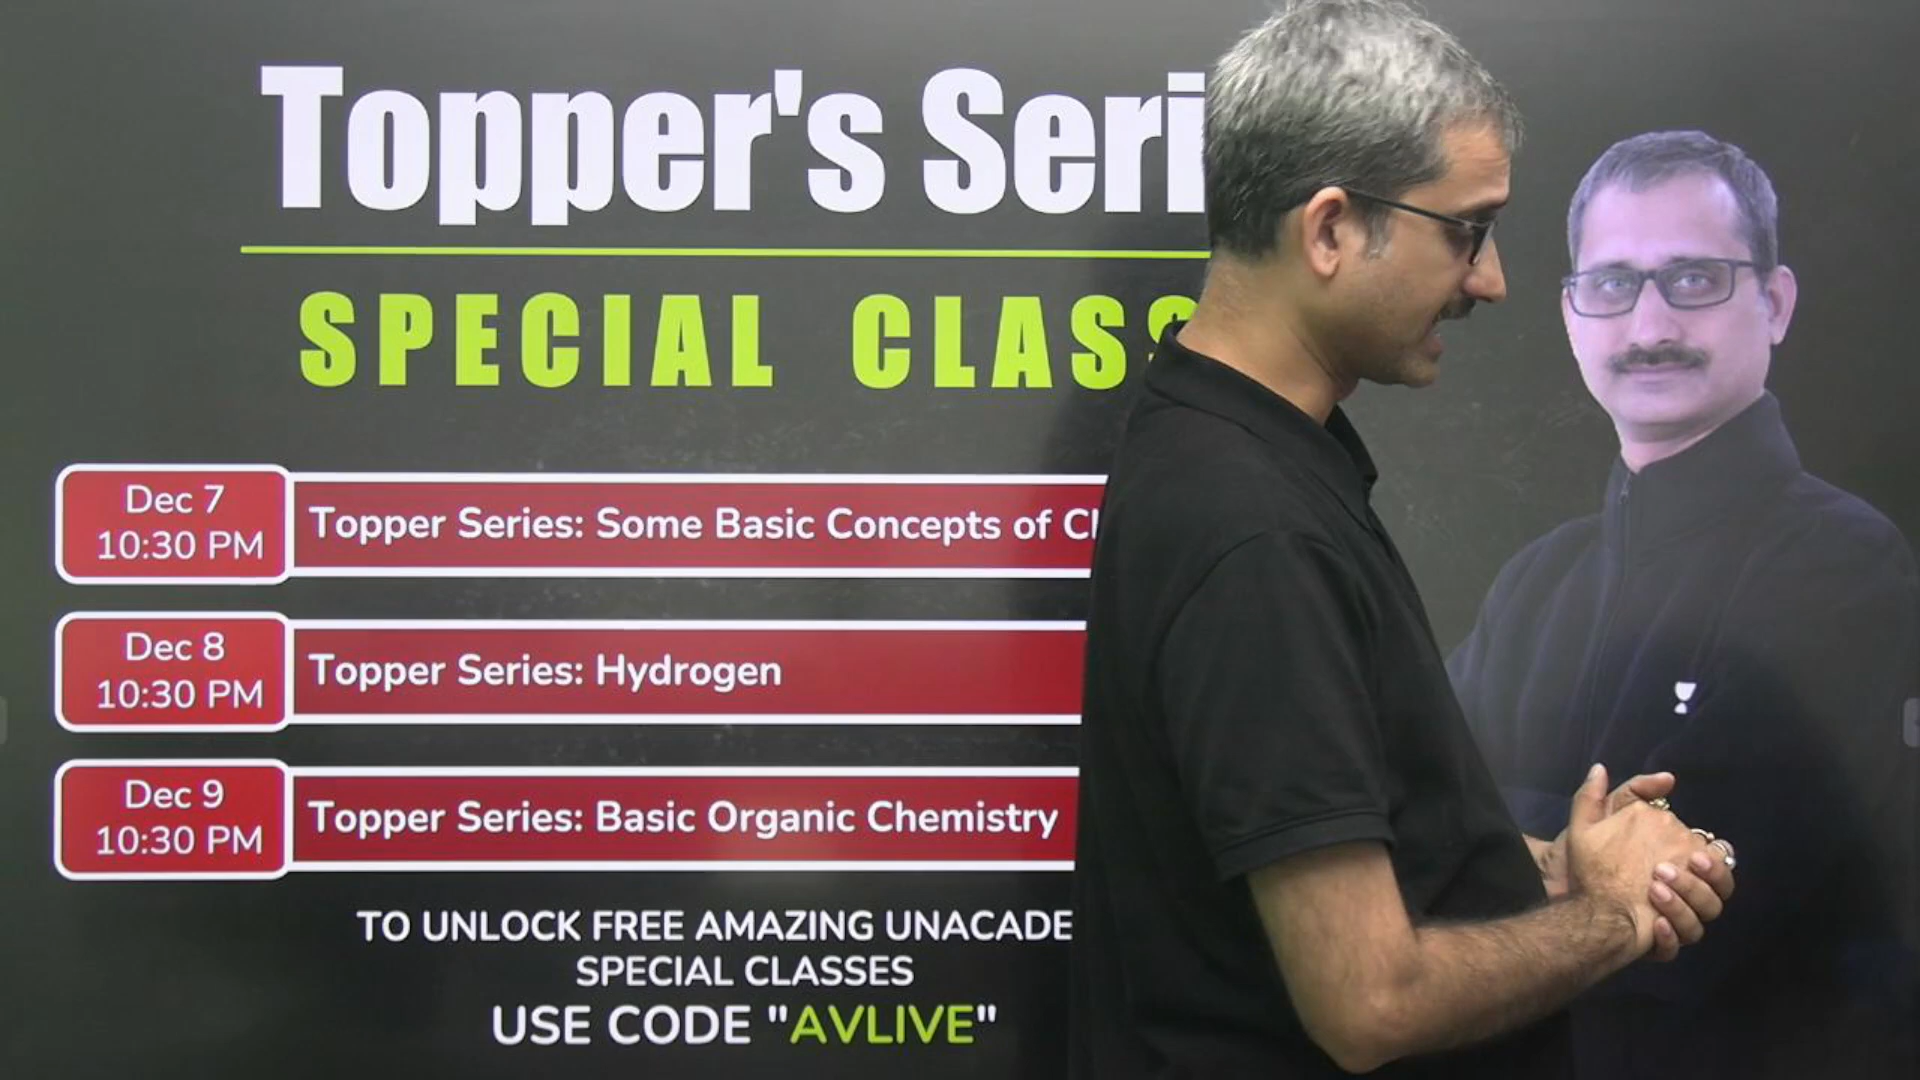 Topper's Seri
SPECIAL CLASS
Dec 7
10:30 PM
Topper Series: Some Basic Concepts of
Dec 8
10:30 PM
Topper Series: Hydrogen
Dec 9
10:30 PM
Topper Series: Basic Organic Chemistry
TO UNLOCK FREE AMAZING UNACADE
SPECIAL CLASSES
USE CODE "AVLIVE"